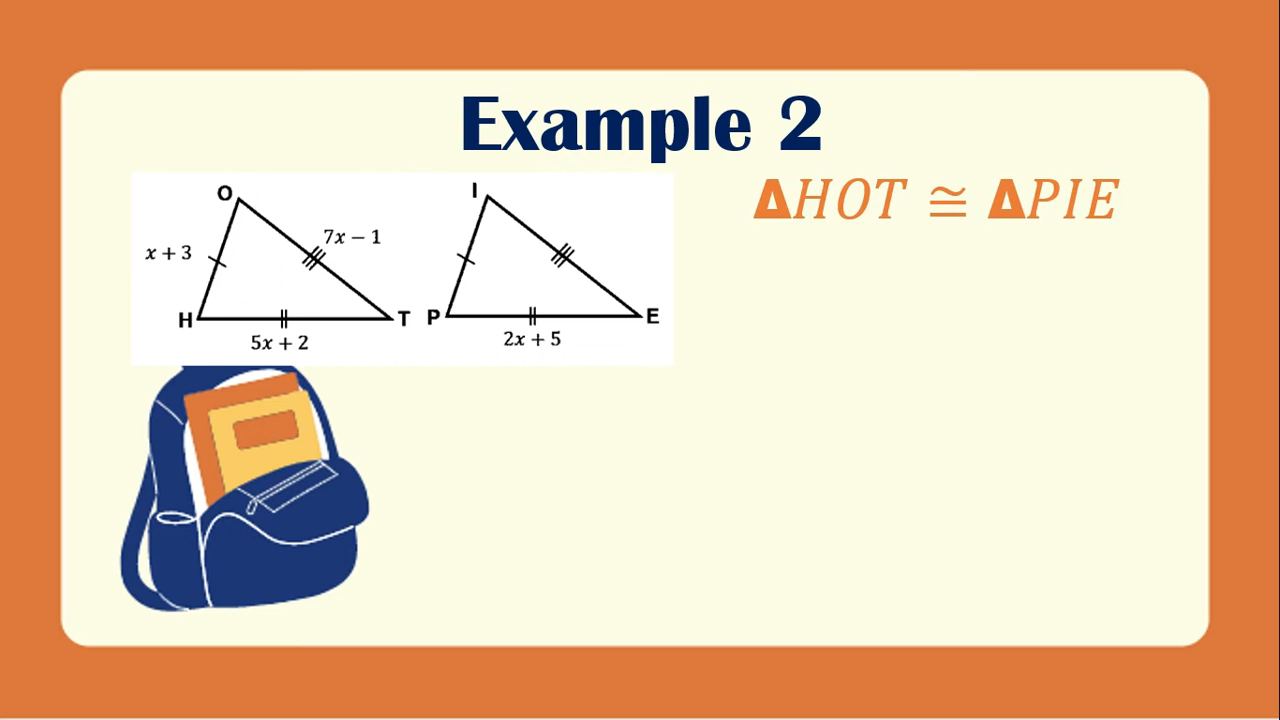 Example 2
O
x + 3
7x − 1
H
T
5x + 2
I
P
E
2x + 5
ΔHOT ≅ ΔPIE